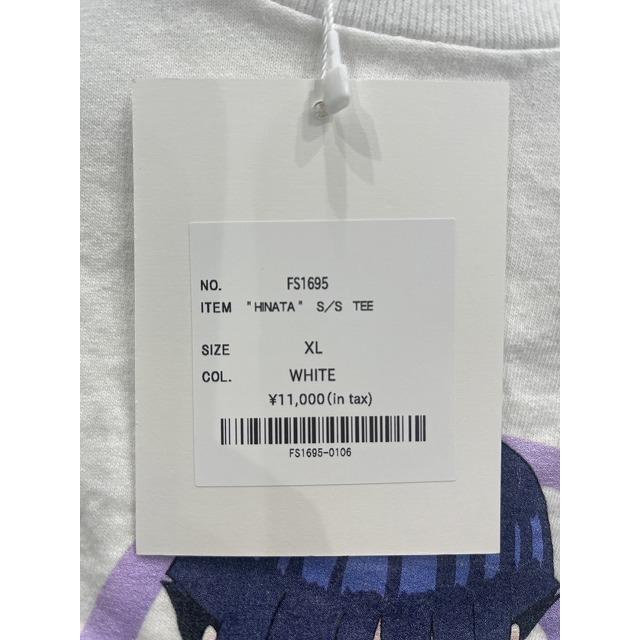 NO. FS1695
ITEM "HINATA" S/S TEE
SIZE XL
COL. WHITE
¥11,000(in tax)
FS1695-0106